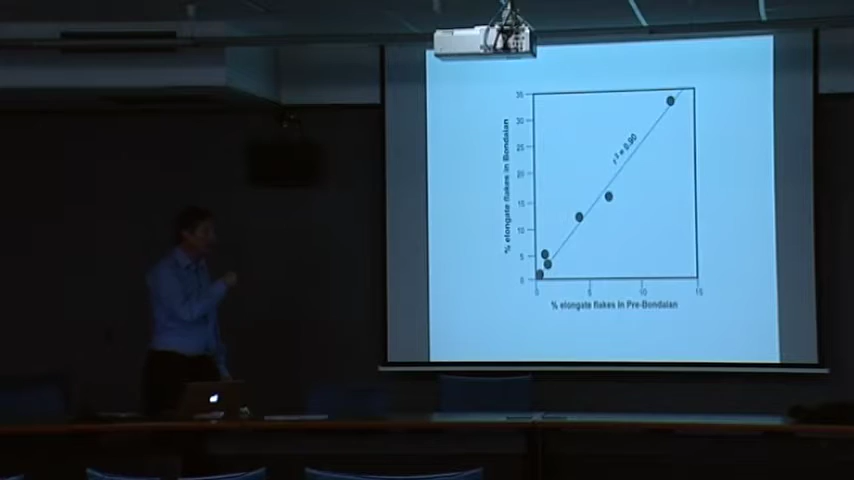 35
30
25
20
15
10
5
0
% elongate flakes in Bondaian
r² = 0.90
0 5 10 15
% elongate flakes in Pre-Bondaian